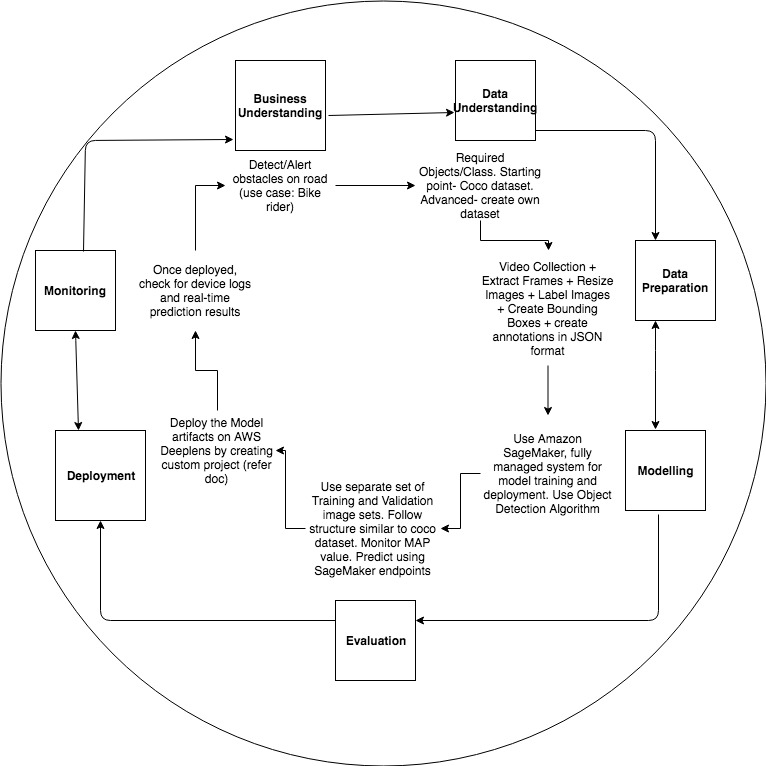 Business
Understanding
Data
Understanding
Detect/Alert
obstacles on road
(use case: Bike
rider)
Required
Objects/Class. Starting
point- Coco dataset.
Advanced- create own
dataset
Monitoring
Once deployed,
check for device logs
and real-time
prediction results
Video Collection +
Extract Frames + Resize
Images + Label Images
+ Create Bounding
Boxes + create
annotations in JSON
format
Data
Preparation
Deployment
Deploy the Model
artifacts on AWS
Deeplens by creating
custom project (refer
doc)
Use separate set of
Training and Validation
image sets. Follow
structure similar to coco
dataset. Monitor MAP
value. Predict using
SageMaker endpoints
Use Amazon
SageMaker, fully
managed system for
model training and
deployment. Use Object
Detection Algorithm
Modelling
Evaluation